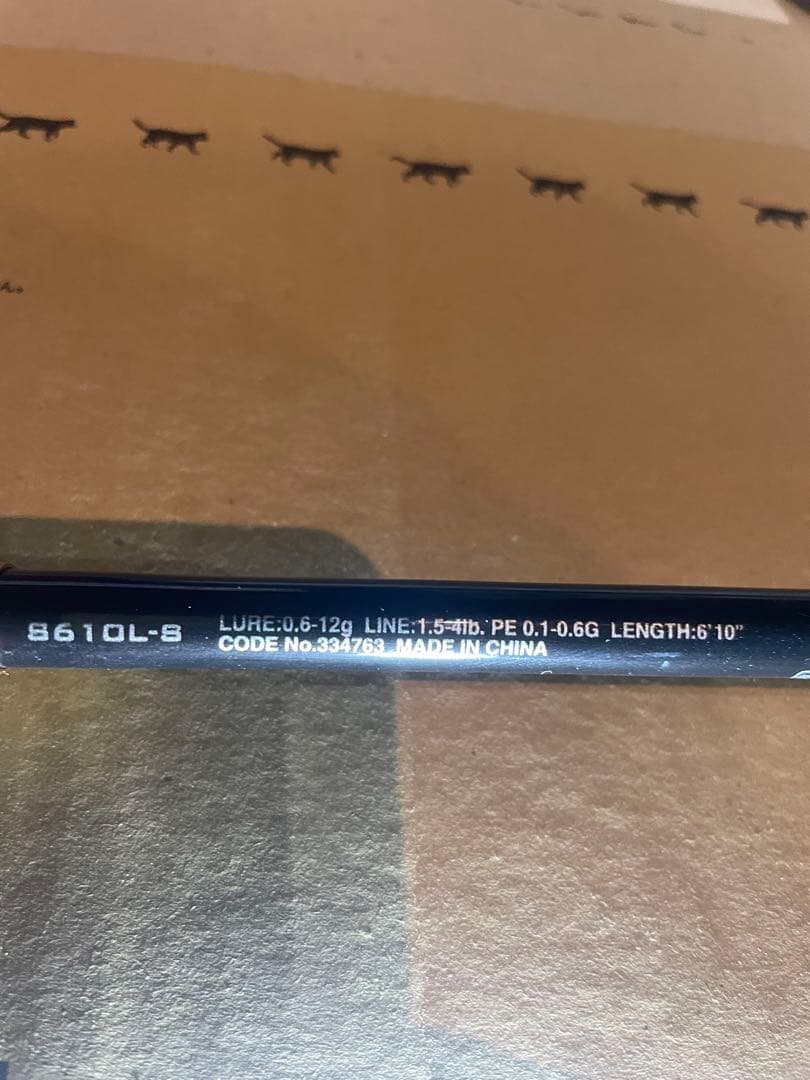 S610L-S
LURE:0.6-12g LINE:1.5-4lb. PE 0.1-0.6G LENGTH:6'10"
CODE No.334763 MADE IN CHINA